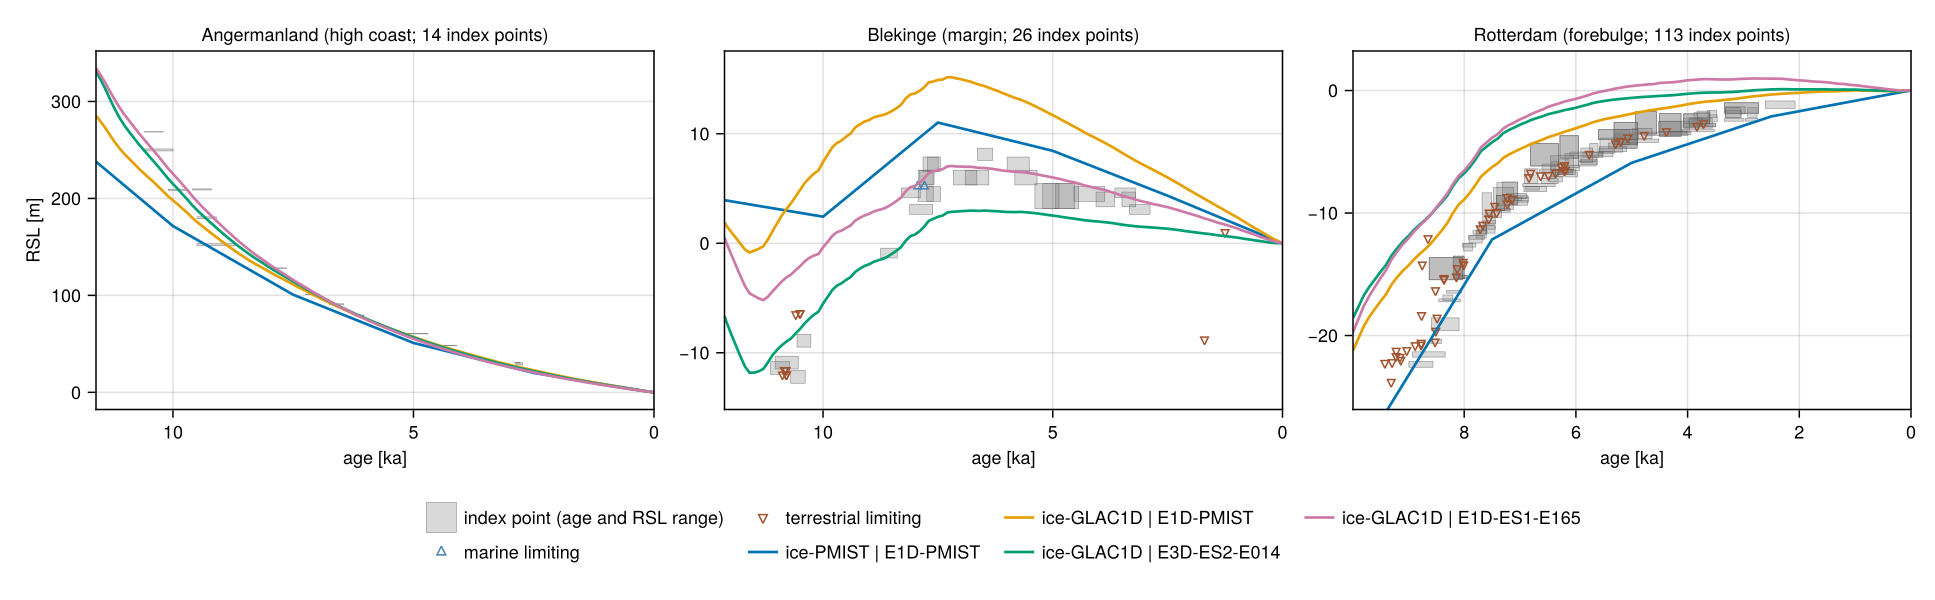 Angermanland (high coast; 14 index points)
Blekinge (margin; 26 index points)
Rotterdam (forebulge; 113 index points)
RSL [m]
300
200
100
0
10
5
0
age [ka]
10
0
−10
10
5
0
age [ka]
0
−10
−20
8
6
4
2
0
age [ka]
index point (age and RSL range)
terrestrial limiting
ice-GLAC1D | E1D-PMIST
ice-GLAC1D | E1D-ES1-E165
marine limiting
ice-PMIST | E1D-PMIST
ice-GLAC1D | E3D-ES2-E014